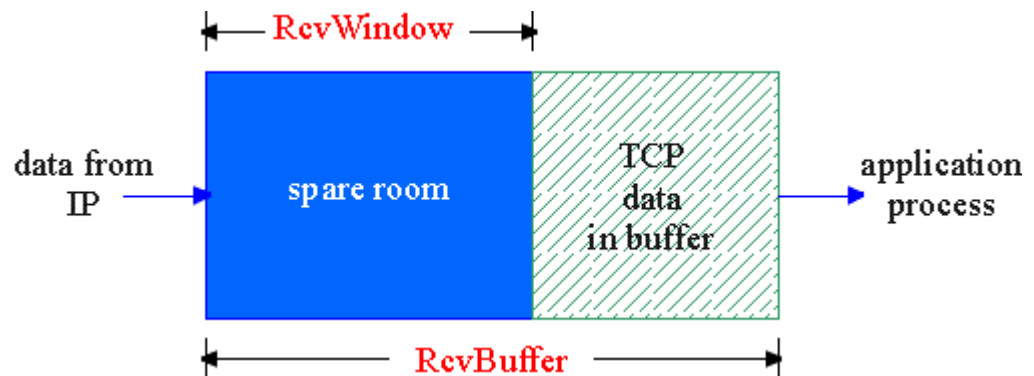 RcvWindow
data from
IP
spare room
TCP
data
in buffer
application
process
RcvBuffer